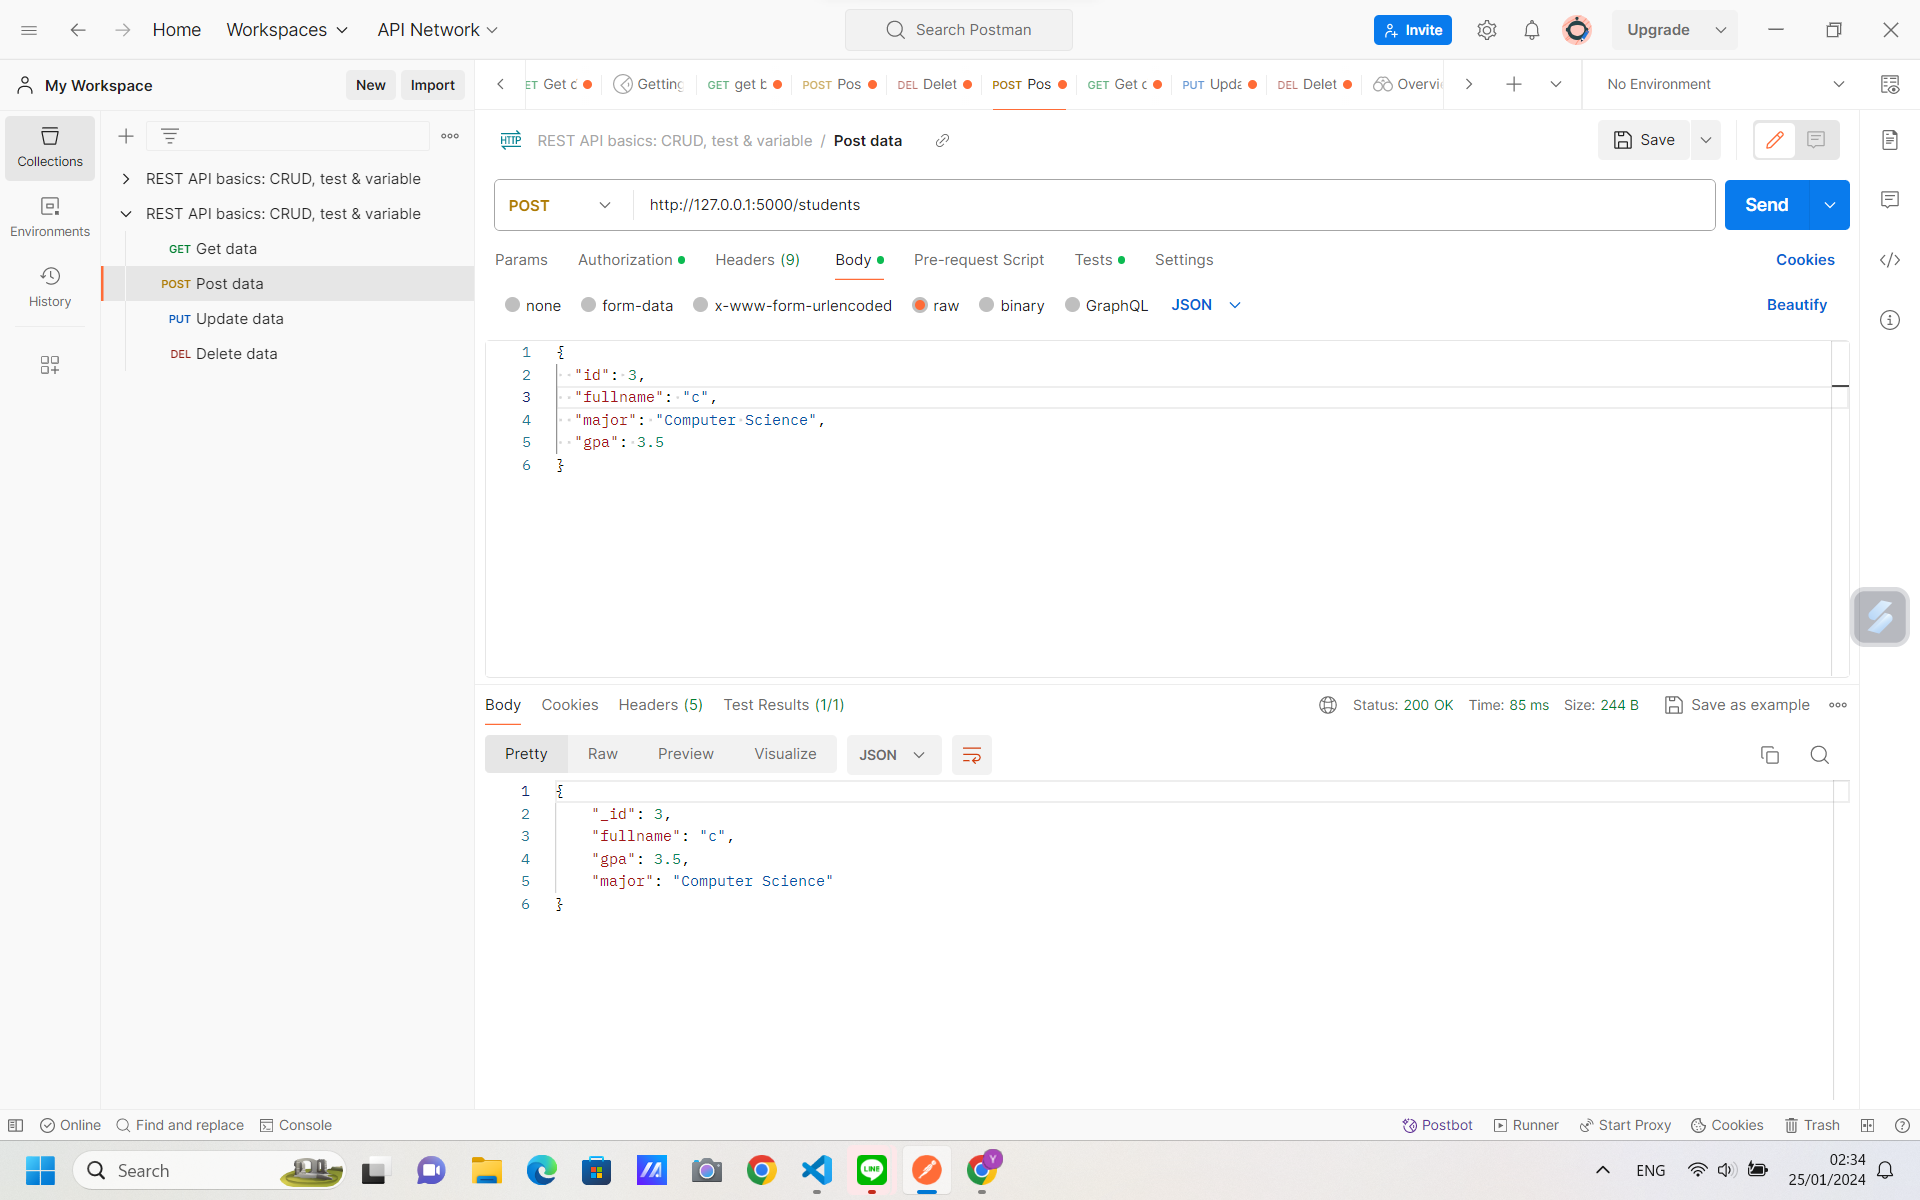 Home Workspaces API Network Search Postman Invite Upgrade
My Workspace New Import
ET Get c Getting GET get b POST Pos DEL Delet POST Pos GET Get c PUT Upda DEL Delet Overvi No Environment
Collections
Environments
History
REST API basics: CRUD, test & variable
REST API basics: CRUD, test & variable
GET Get data
POST Post data
PUT Update data
DEL Delete data
HTTP REST API basics: CRUD, test & variable / Post data Save
POST http://127.0.0.1:5000/students Send
Params Authorization Headers (9) Body Pre-request Script Tests Settings Cookies
none form-data x-www-form-urlencoded raw binary GraphQL JSON Beautify
1 {
2 "id": 3,
3 "fullname": "c",
4 "major": "Computer Science",
5 "gpa": 3.5
6 }
Body Cookies Headers (5) Test Results (1/1) Status: 200 OK Time: 85 ms Size: 244 B Save as example
Pretty Raw Preview Visualize JSON
1 {
2 "_id": 3,
3 "fullname": "c",
4 "gpa": 3.5,
5 "major": "Computer Science"
6 }
Online Find and replace Console Postbot Runner Start Proxy Cookies Trash
Search LINE Y ENG 02:34
25/01/2024